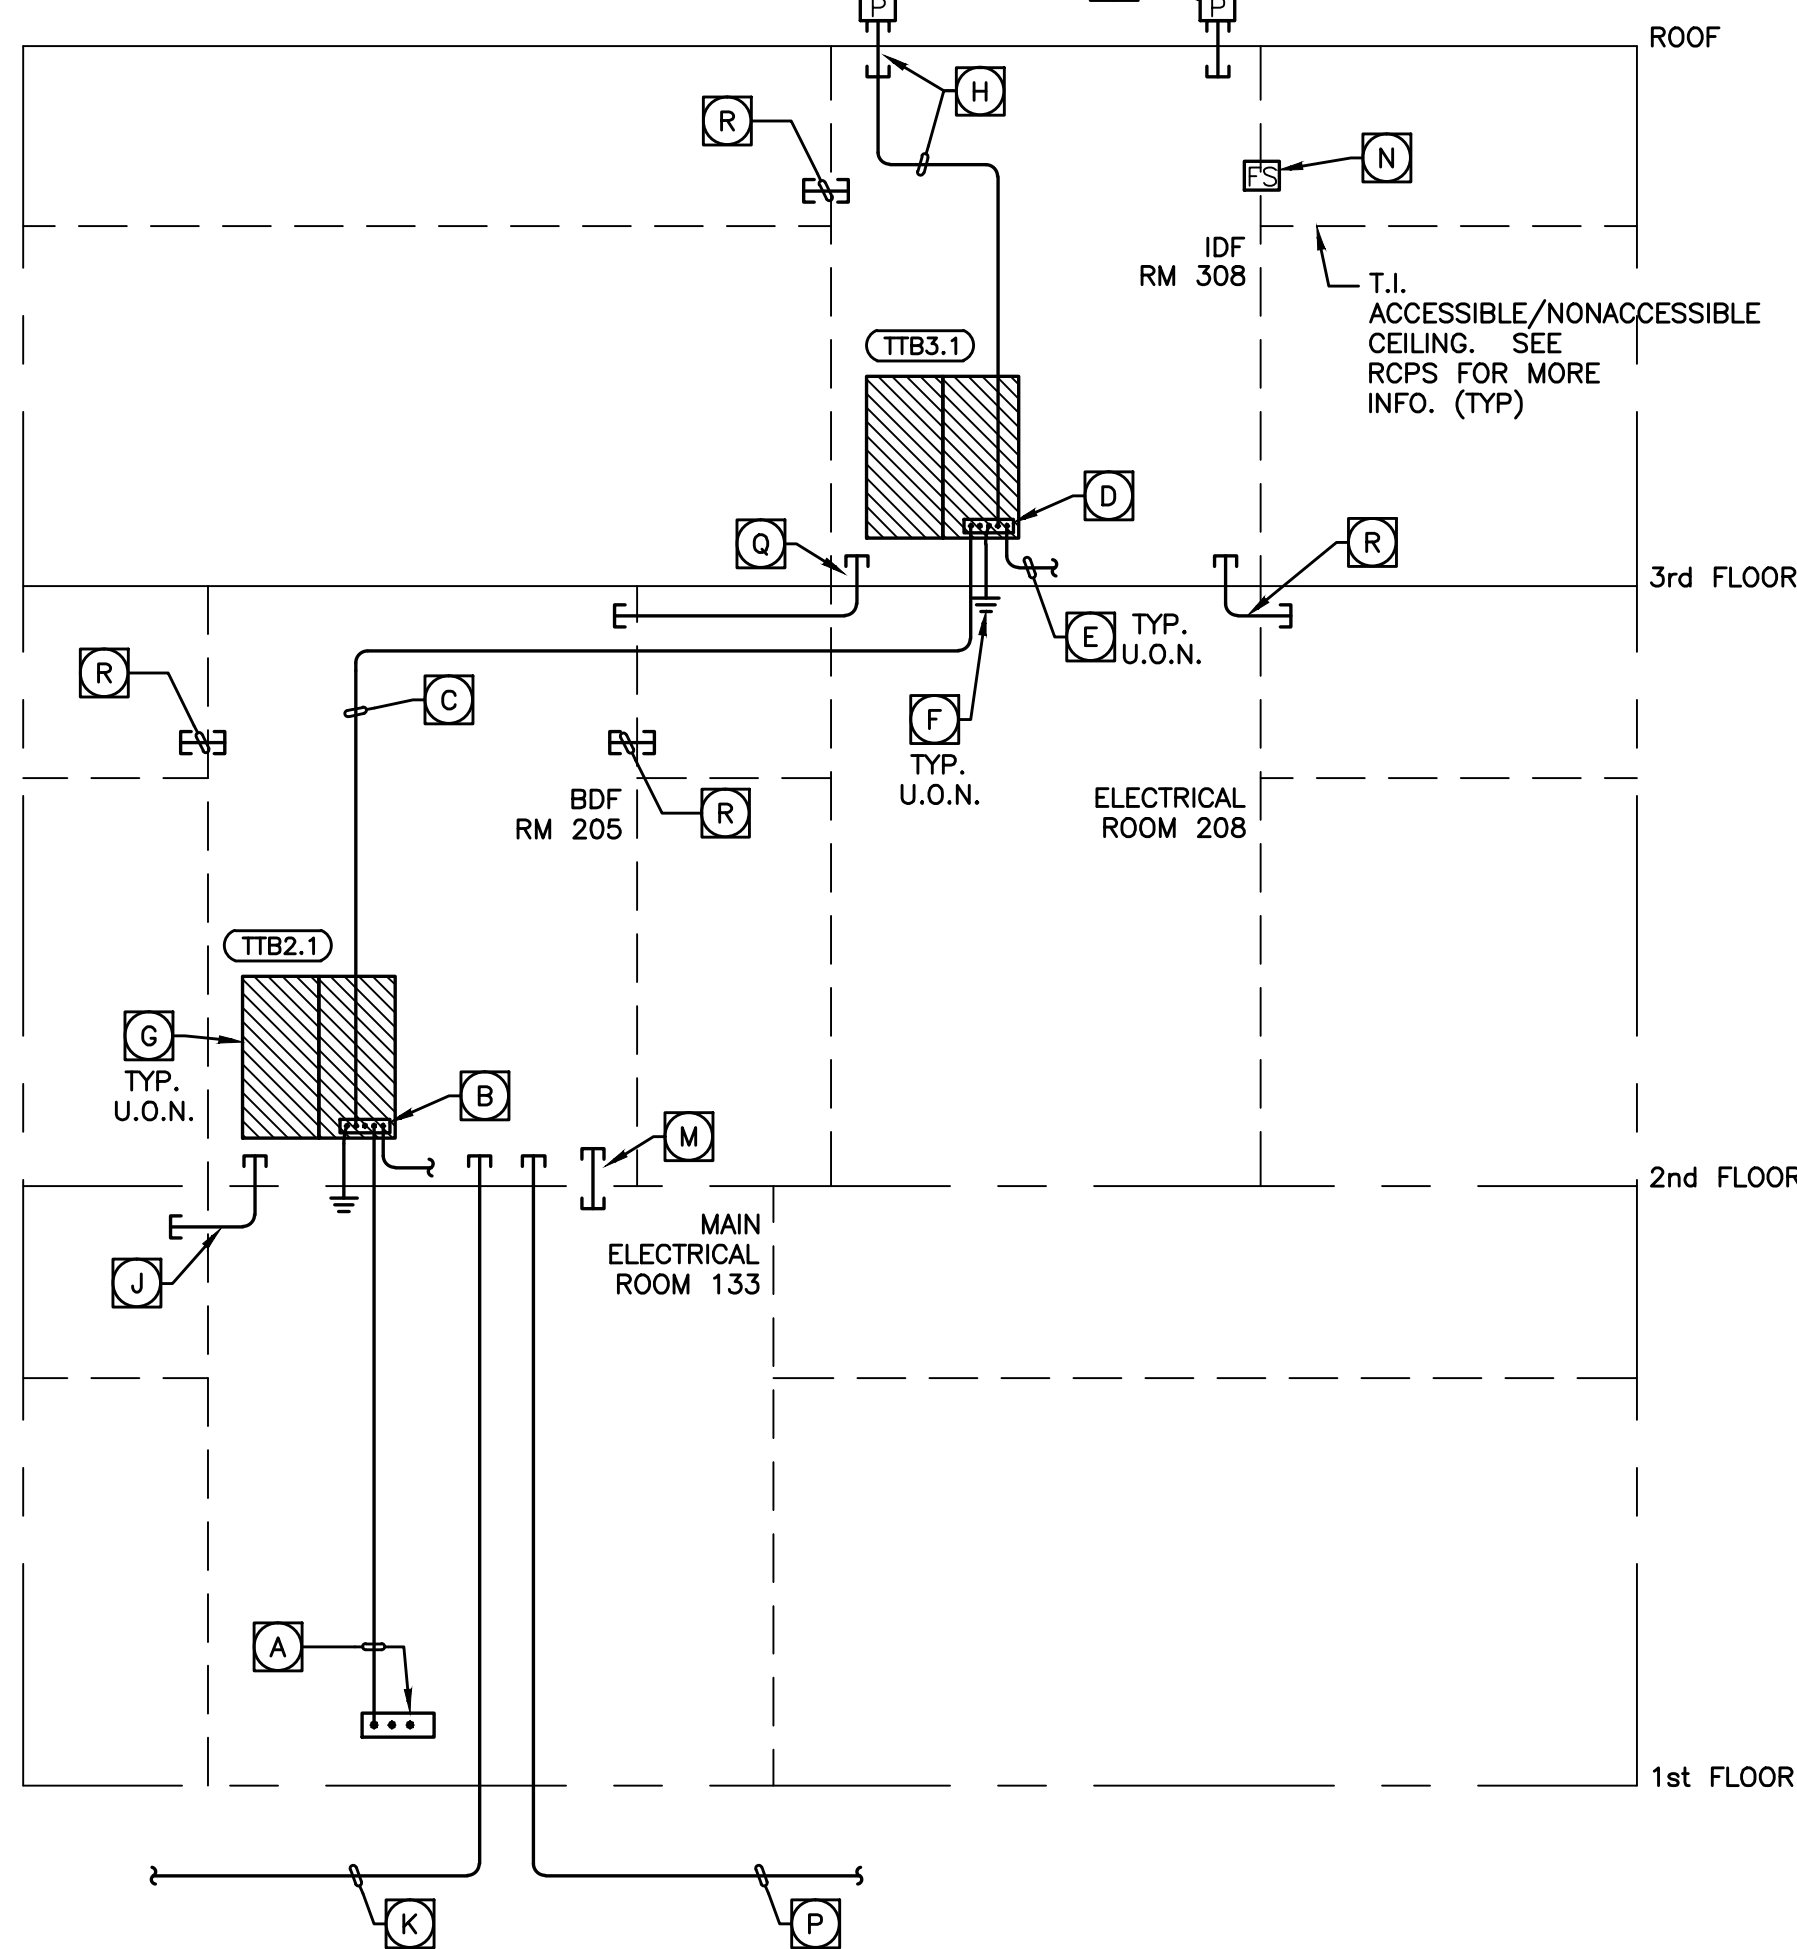 P
P
ROOF
H
R
N
FS
IDF
RM 308
T.I.
ACCESSIBLE/NONACCESSIBLE
CEILING. SEE
RCPS FOR MORE
INFO. (TYP)
TTB3.1
D
Q
R
3rd FLOOR
E
TYP.
U.O.N.
R
C
F
TYP.
U.O.N.
BDF
RM 205
R
ELECTRICAL
ROOM 208
TTB2.1
G
TYP.
U.O.N.
B
M
2nd FLOOR
MAIN
ELECTRICAL
ROOM 133
J
A
1st FLOOR
K
P